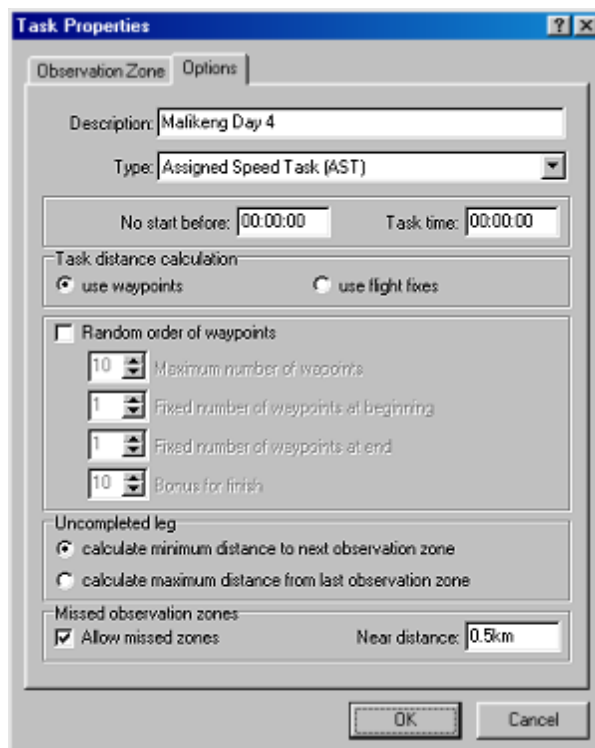 Task Properties
Observation Zone Options
Description: Mafikeng Day 4
Type: Assigned Speed Task (AST)
No start before: 00:00:00 Task time: 00:00:00
Task distance calculation
use waypoints use flight fixes
Random order of waypoints
10 Maximum number of wapoints
1 Fixed number of waypoints at beginning
1 Fixed number of waypoints at end
10 Bonus for finish
Uncompleted leg
calculate minimum distance to next observation zone
calculate maximum distance from last observation zone
Missed observation zones
Allow missed zones Near distance: 0.5km
OK Cancel